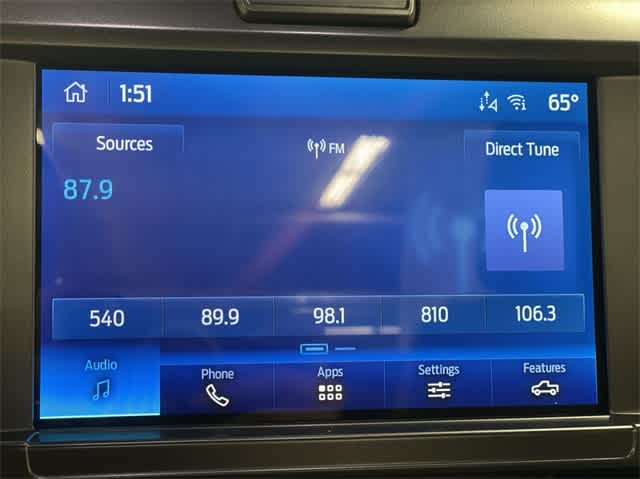 1:51 65°
Sources FM Direct Tune
87.9
540 89.9 98.1 810 106.3
Audio Phone Apps Settings Features